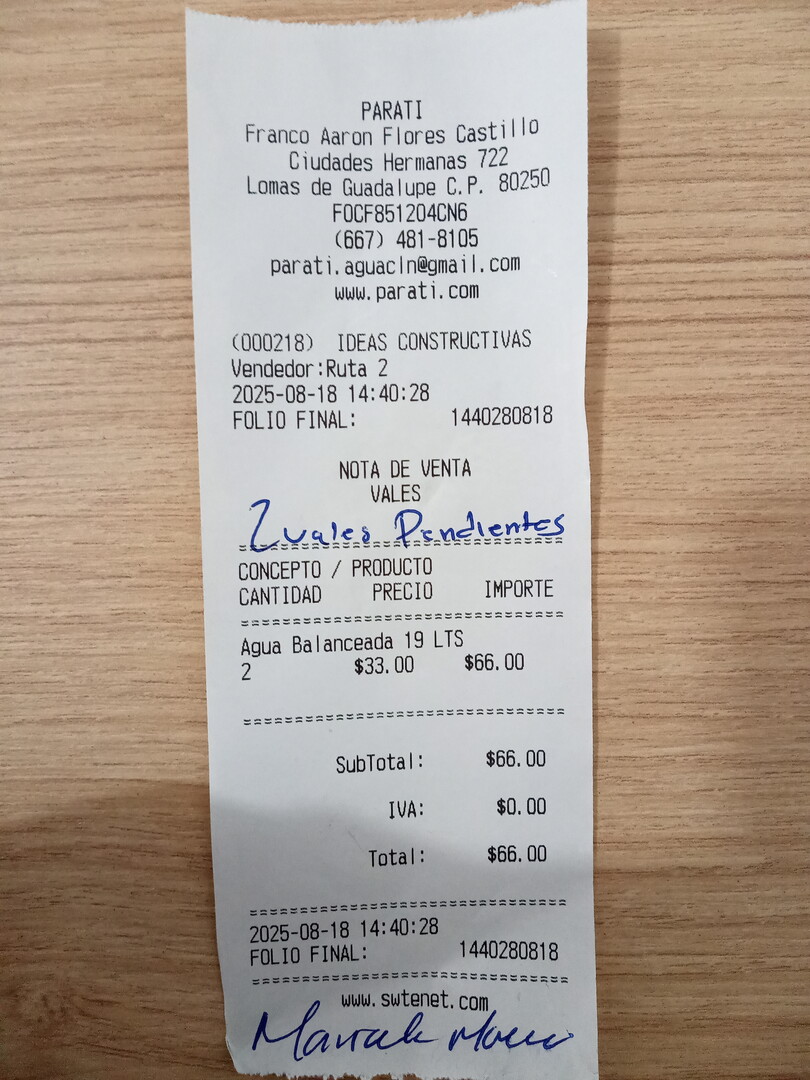 PARATI
Franco Aaron Flores Castillo
Ciudades Hermanas 722
Lomas de Guadalupe C.P. 80250
FOCF851204CN6
(667) 481-8105
parati.aguacln@gmail.com
www.parati.com
(000218) IDEAS CONSTRUCTIVAS
Vendedor:Ruta 2
2025-08-18 14:40:28
FOLIO FINAL: 1440280818
NOTA DE VENTA
VALES
2 vales Pendientes
CONCEPTO / PRODUCTO
CANTIDAD PRECIO IMPORTE
Agua Balanceada 19 LTS
2 $33.00 $66.00
SubTotal: $66.00
IVA: $0.00
Total: $66.00
2025-08-18 14:40:28
FOLIO FINAL: 1440280818
www.swtenet.com